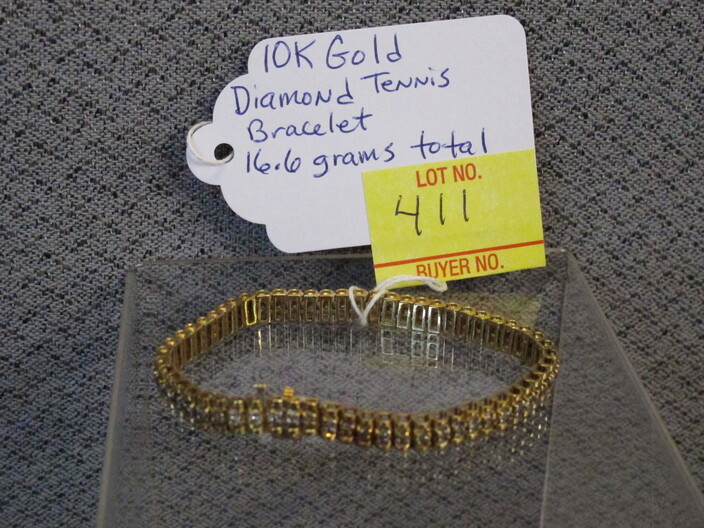 10K Gold
Diamond Tennis
Bracelet
16.6 grams total
LOT NO.
411
BUYER NO.